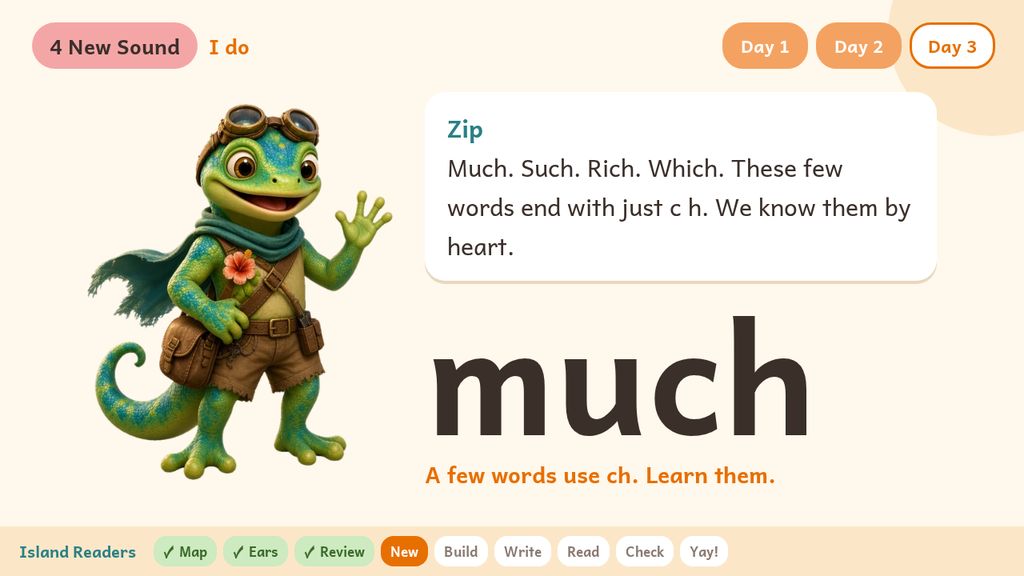 4 New Sound
I do
Day 1
Day 2
Day 3
Zip
Much. Such. Rich. Which. These few
words end with just c h. We know them by
heart.
much
A few words use ch. Learn them.
Island Readers
✓ Map
✓ Ears
✓ Review
New
Build
Write
Read
Check
Yay!